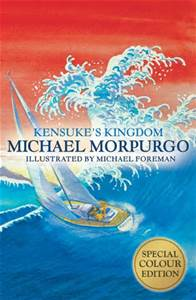 KENSUKE'S KINGDOM
MICHAEL MORPURGO
ILLUSTRATED BY MICHAEL FOREMAN
SPECIAL
COLOUR
EDITION